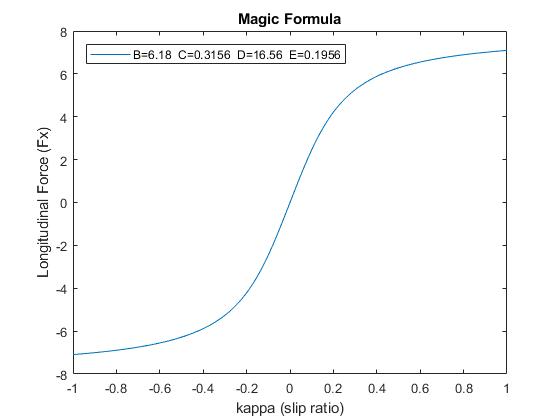 Magic Formula
8
B=6.18 C=0.3156 D=16.56 E=0.1956
6
4
2
0
-2
-4
-6
-8
Longitudinal Force (Fx)
-1 -0.8 -0.6 -0.4 -0.2 0 0.2 0.4 0.6 0.8 1
kappa (slip ratio)